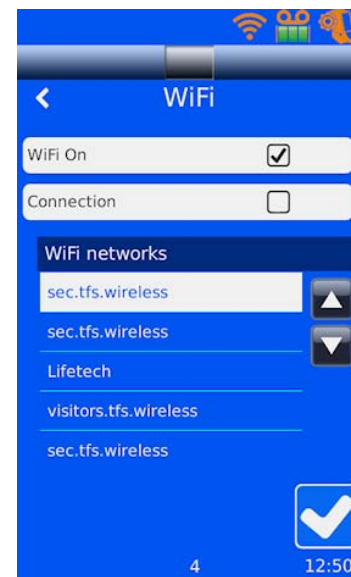 WiFi
WiFi On
Connection
WiFi networks
sec.tfs.wireless
sec.tfs.wireless
Lifetech
visitors.tfs.wireless
sec.tfs.wireless
4 12:50